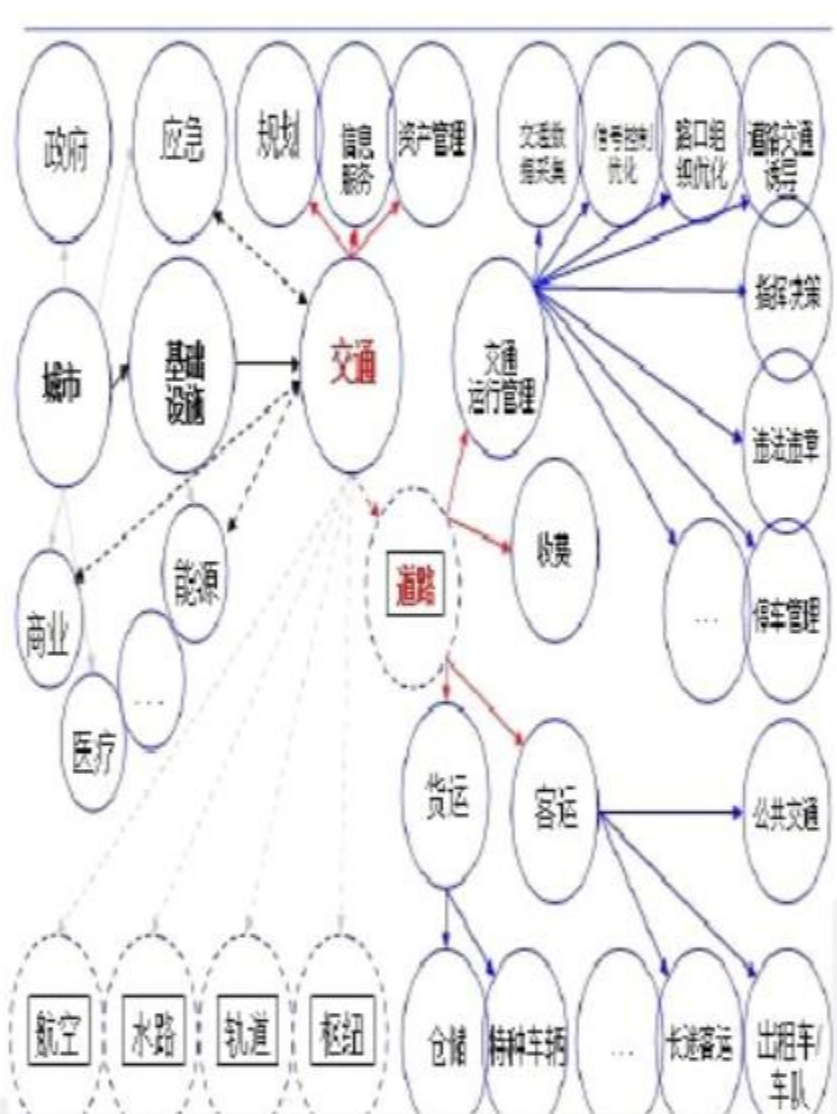 政府
应急
规划
信息
服务
资产管理
交通数
据采集
信号控制
优化
路口组
织优化
道路交通
诱导
指挥决策
城市
基础
设施
交通
交通
运行管理
违法违章
能源
道路
收费
...
停车管理
商业
...
医疗
货运
客运
公共交通
航空
水路
轨道
枢纽
仓储
特种车辆
...
长途客运
出租车/
车队